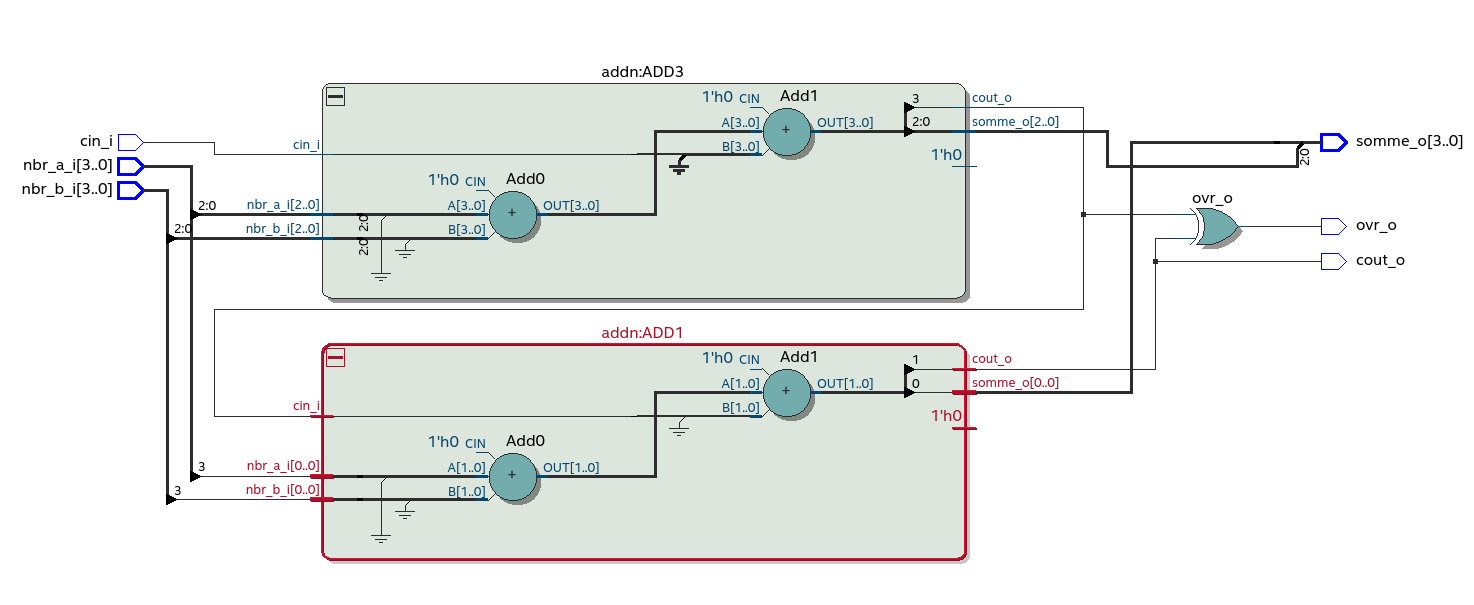 addn:ADD3
1'h0 CIN Add1
3 cout_o
A[3..0] OUT[3..0] 2:0 somme_o[2..0]
cin_i cin_i B[3..0] 1'h0 2:0 somme_o[3..0]
nbr_a_i[3..0]
1'h0 CIN Add0
nbr_b_i[3..0]
2:0 nbr_a_i[2..0] 2:0 A[3..0] + OUT[3..0] + ovr_o
2:0 nbr_b_i[2..0] 2:0 B[3..0] ovr_o
cout_o
addn:ADD1
1'h0 CIN Add1
1 cout_o
A[1..0] + OUT[1..0] 0 somme_o[0..0]
cin_i B[1..0] 1'h0
1'h0 CIN Add0
3 nbr_a_i[0..0] A[1..0] + OUT[1..0]
3 nbr_b_i[0..0] B[1..0]